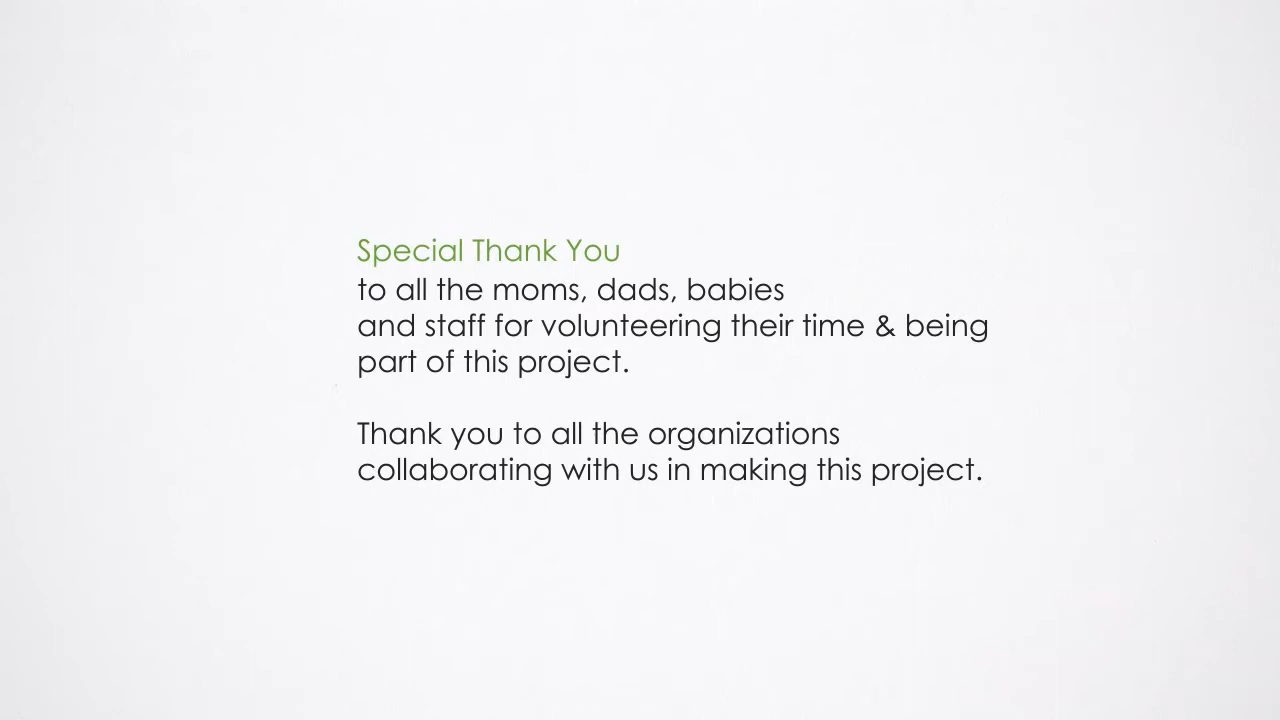 Special Thank You
to all the moms, dads, babies
and staff for volunteering their time & being
part of this project.
Thank you to all the organizations
collaborating with us in making this project.